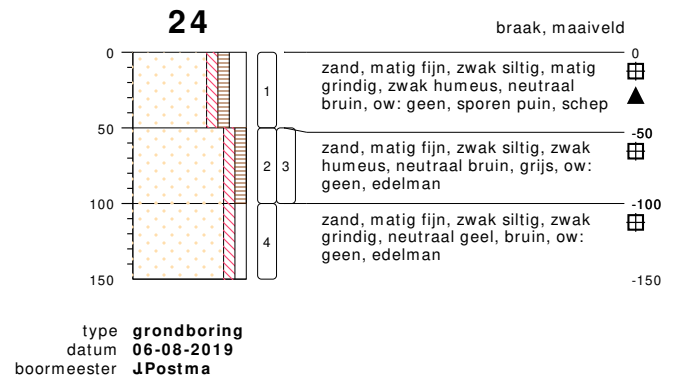 24
braak, maaiveld
0
0
zand, matig fijn, zwak siltig, matig
grindig, zwak humeus, neutraal
bruin, ow: geen, sporen puin, schep
1
50
-50
zand, matig fijn, zwak siltig, zwak
humeus, neutraal bruin, grijs, ow:
geen, edelman
2
3
100
-100
zand, matig fijn, zwak siltig, zwak
grindig, neutraal geel, bruin, ow:
geen, edelman
4
150
-150
type grondboring
datum 06-08-2019
boormeester J.Postma